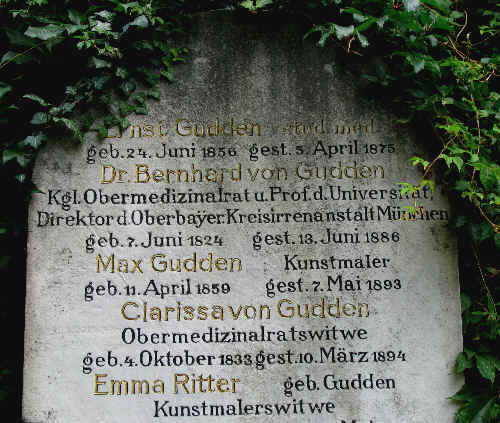 Ernst Gudden stud. med.
geb. 24. Juni 1856 gest. 5. April 1875
Dr. Bernhard von Gudden
Kgl. Obermedizinalrat u. Prof. d. Universität,
Direktor d. Oberbayer. Kreisirrenanstalt München
geb. 7. Juni 1824 gest. 13. Juni 1886
Max Gudden Kunstmaler
geb. 11. April 1859 gest. 7. Mai 1893
Clarissa von Gudden
Obermedizinalratswitwe
geb. 4. Oktober 1833 gest. 10. März 1894
Emma Ritter geb. Gudden
Kunstmalerswitwe